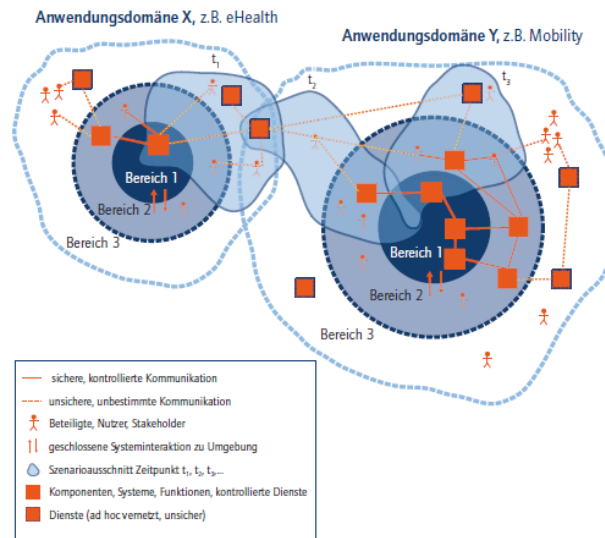 Anwendungsdomäne X, z.B. eHealth
Anwendungsdomäne Y, z.B. Mobility
t₁
t₂
t₃
Bereich 1
Bereich 2
Bereich 3
Bereich 1
Bereich 2
Bereich 3
sichere, kontrollierte Kommunikation
unsichere, unbestimmte Kommunikation
Beteiligte, Nutzer, Stakeholder
geschlossene Systeminteraktion zu Umgebung
Szenarioausschnitt Zeitpunkt t₁, t₂, t₃,...
Komponenten, Systeme, Funktionen, kontrollierte Dienste
Dienste (ad hoc vernetzt, unsicher)